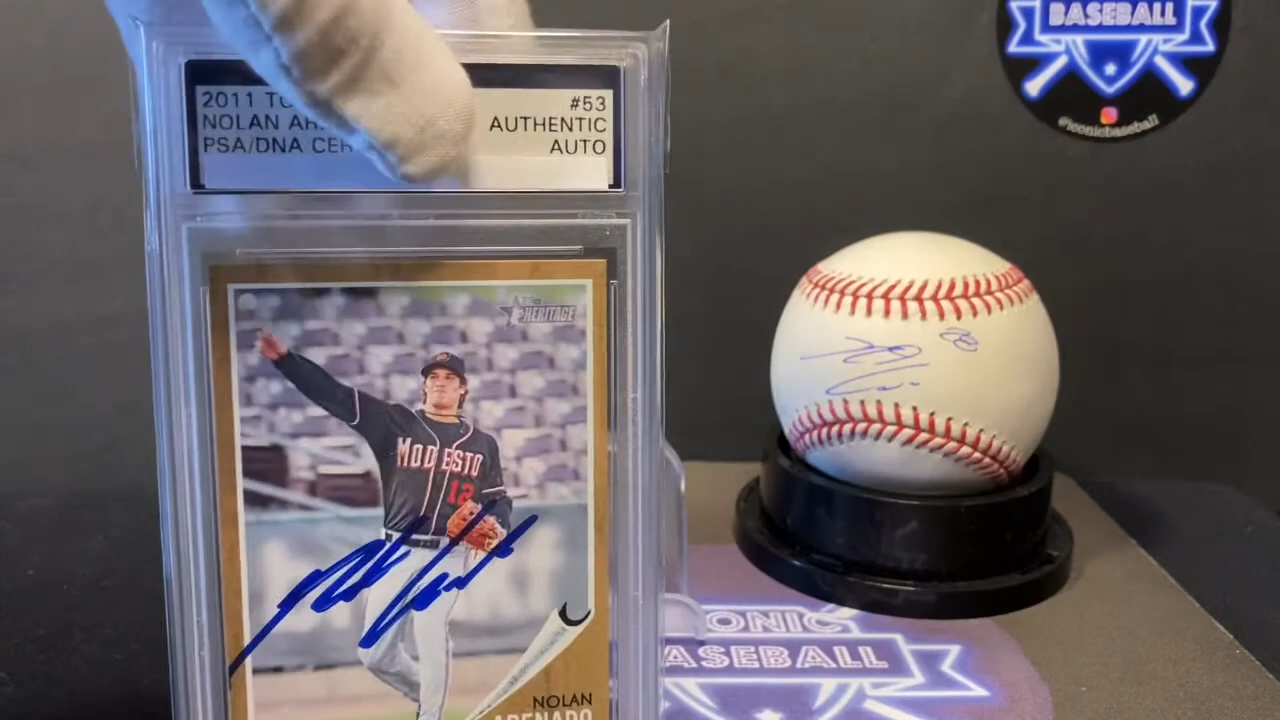 2011 TO
NOLAN AR
PSA/DNA CER
#53
AUTHENTIC
AUTO
HERITAGE
MODESTO
12
NOLAN
ARENADO
BASEBALL
@iconicbaseball
28
ICONIC
BASEBALL